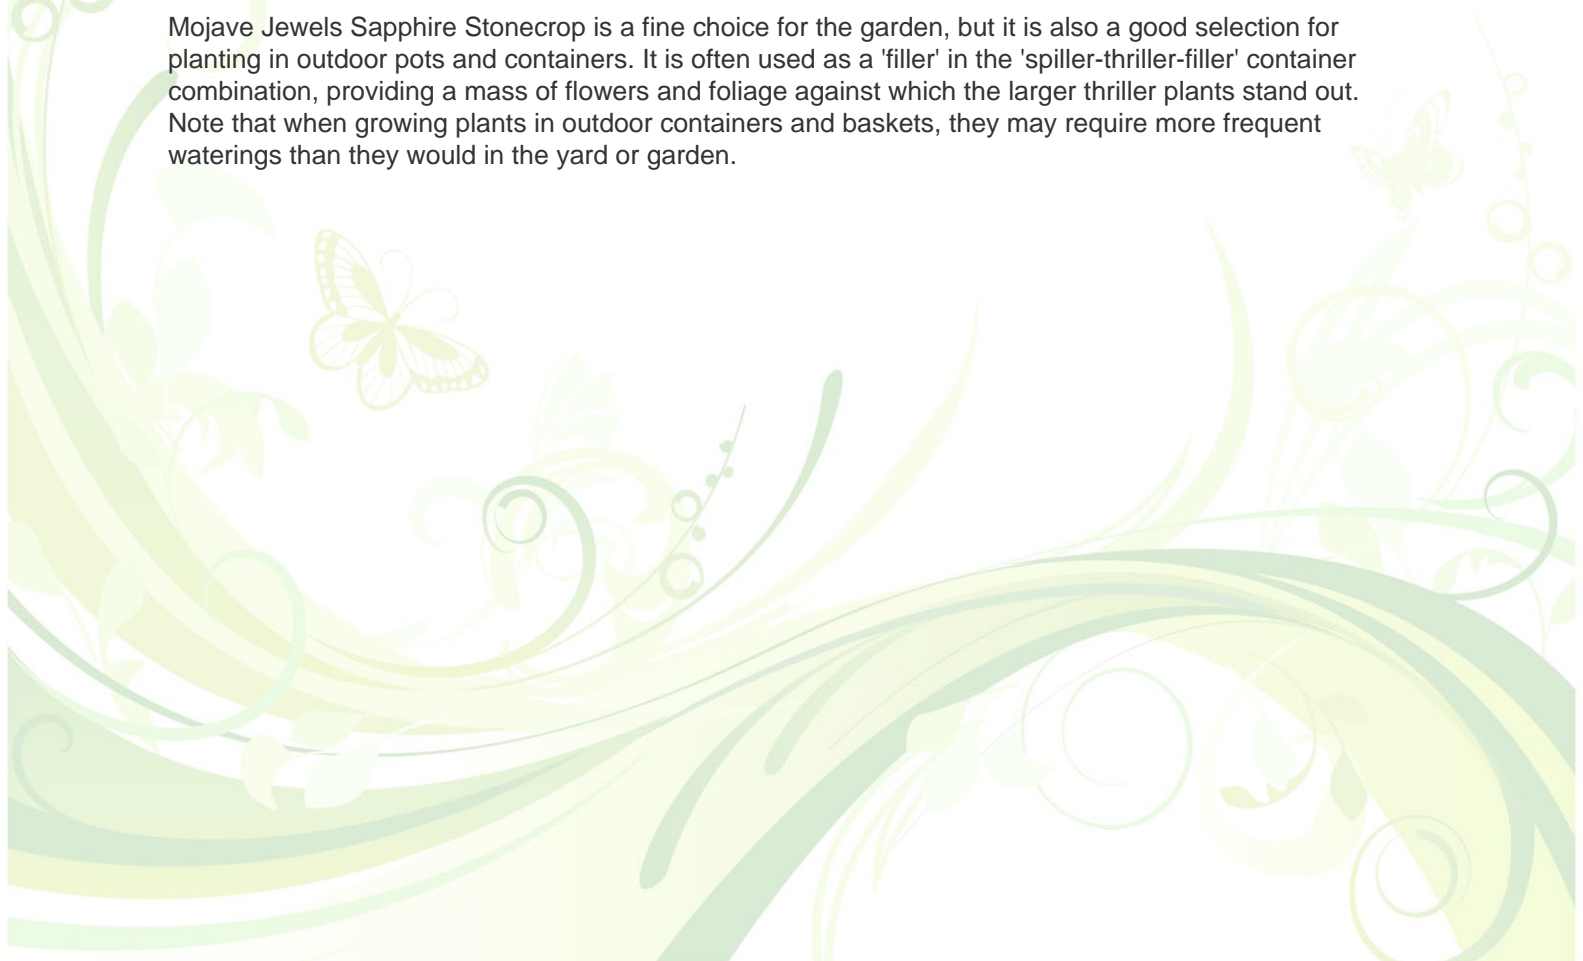 Mojave Jewels Sapphire Stonecrop is a fine choice for the garden, but it is also a good selection for
planting in outdoor pots and containers. It is often used as a 'filler' in the 'spiller-thriller-filler' container
combination, providing a mass of flowers and foliage against which the larger thriller plants stand out.
Note that when growing plants in outdoor containers and baskets, they may require more frequent
waterings than they would in the yard or garden.